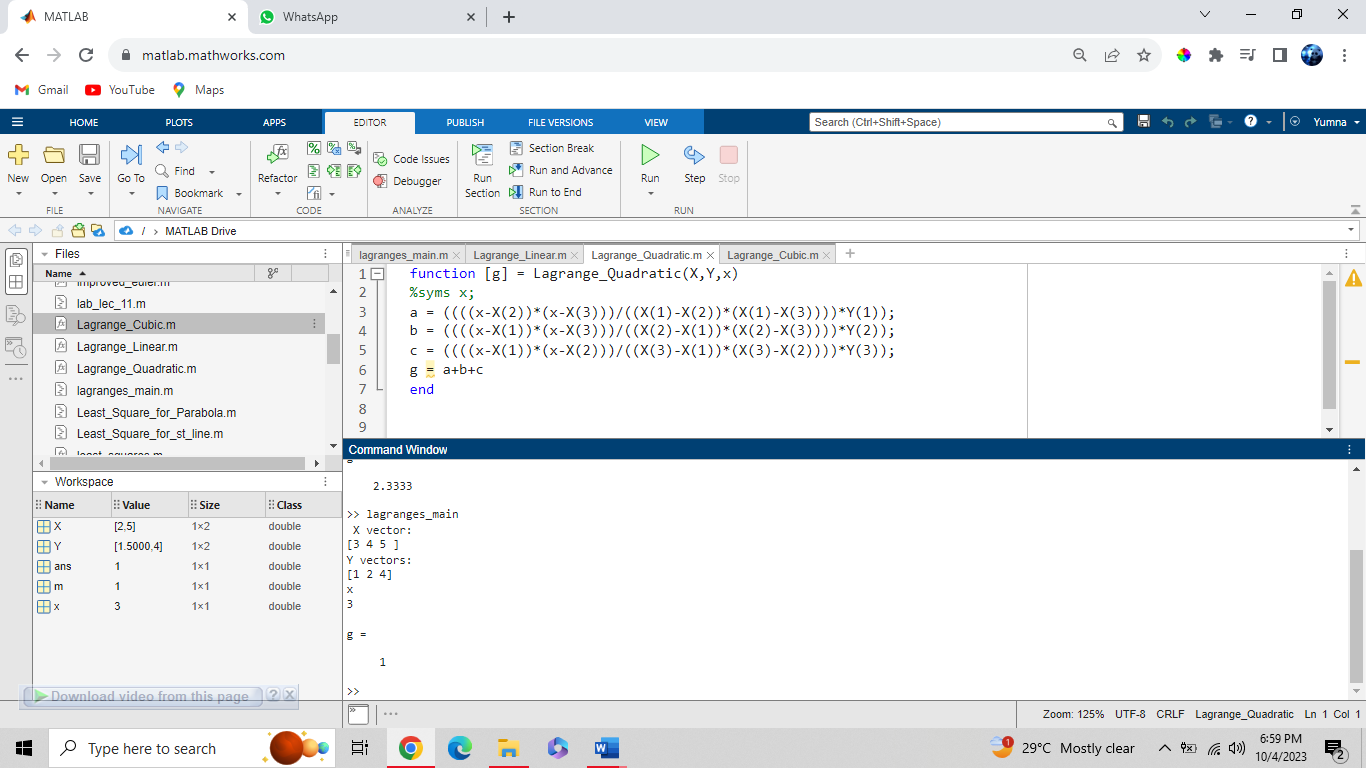 MATLAB
WhatsApp
matlab.mathworks.com
Gmail
YouTube
Maps
HOME
PLOTS
APPS
EDITOR
PUBLISH
FILE VERSIONS
VIEW
Search (Ctrl+Shift+Space)
Yumna
New
Open
Save
FILE
Go To
Find
Bookmark
NAVIGATE
Refactor
CODE
Code Issues
Debugger
ANALYZE
Run Section
Section Break
Run and Advance
Run to End
SECTION
Run
Step
Stop
RUN
/ > MATLAB Drive
Files
Name
improved_euler.m
lab_lec_11.m
Lagrange_Cubic.m
Lagrange_Linear.m
Lagrange_Quadratic.m
lagranges_main.m
Least_Square_for_Parabola.m
Least_Square_for_st_line.m
least_squares.m
Workspace
Name Value Size Class
X [2,5] 1×2 double
Y [1.5000,4] 1×2 double
ans 1 1×1 double
m 1 1×1 double
x 3 1×1 double
lagranges_main.m
Lagrange_Linear.m
Lagrange_Quadratic.m
Lagrange_Cubic.m
1 function [g] = Lagrange_Quadratic(X,Y,x)
2 %syms x;
3 a = ((((x-X(2))*(x-X(3)))/((X(1)-X(2))*(X(1)-X(3))))*Y(1));
4 b = ((((x-X(1))*(x-X(3)))/((X(2)-X(1))*(X(2)-X(3))))*Y(2));
5 c = ((((x-X(1))*(x-X(2)))/((X(3)-X(1))*(X(3)-X(2))))*Y(3));
6 g = a+b+c
7 end
8
9
Command Window
2.3333
>> lagranges_main
X vector:
[3 4 5 ]
Y vectors:
[1 2 4]
x
3
g =
1
>>
Download video from this page ? X
Zoom: 125% UTF-8 CRLF Lagrange_Quadratic Ln 1 Col 1
Type here to search
1
29°C Mostly clear
6:59 PM
10/4/2023
2